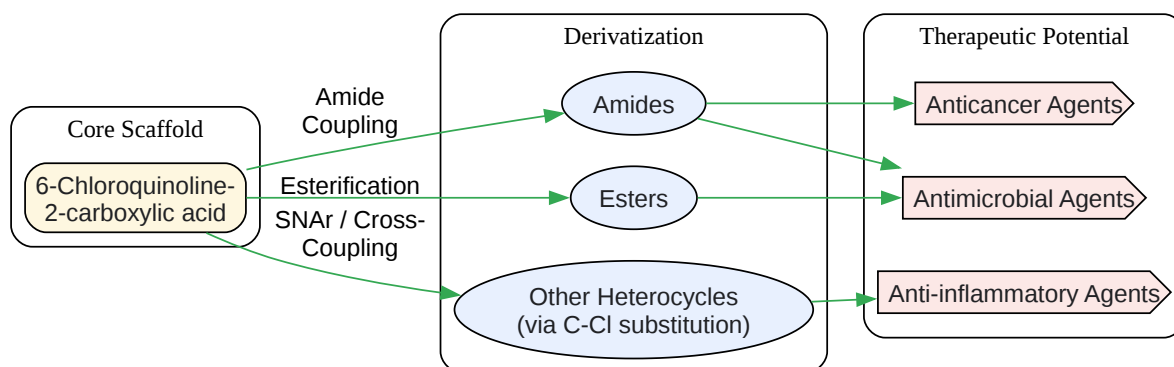 Core Scaffold
6-Chloroquinoline-
2-carboxylic acid
Amide
Coupling
Esterification
SNAr / Cross-
Coupling
Derivatization
Amides
Esters
Other Heterocycles
(via C-Cl substitution)
Therapeutic Potential
Anticancer Agents
Antimicrobial Agents
Anti-inflammatory Agents